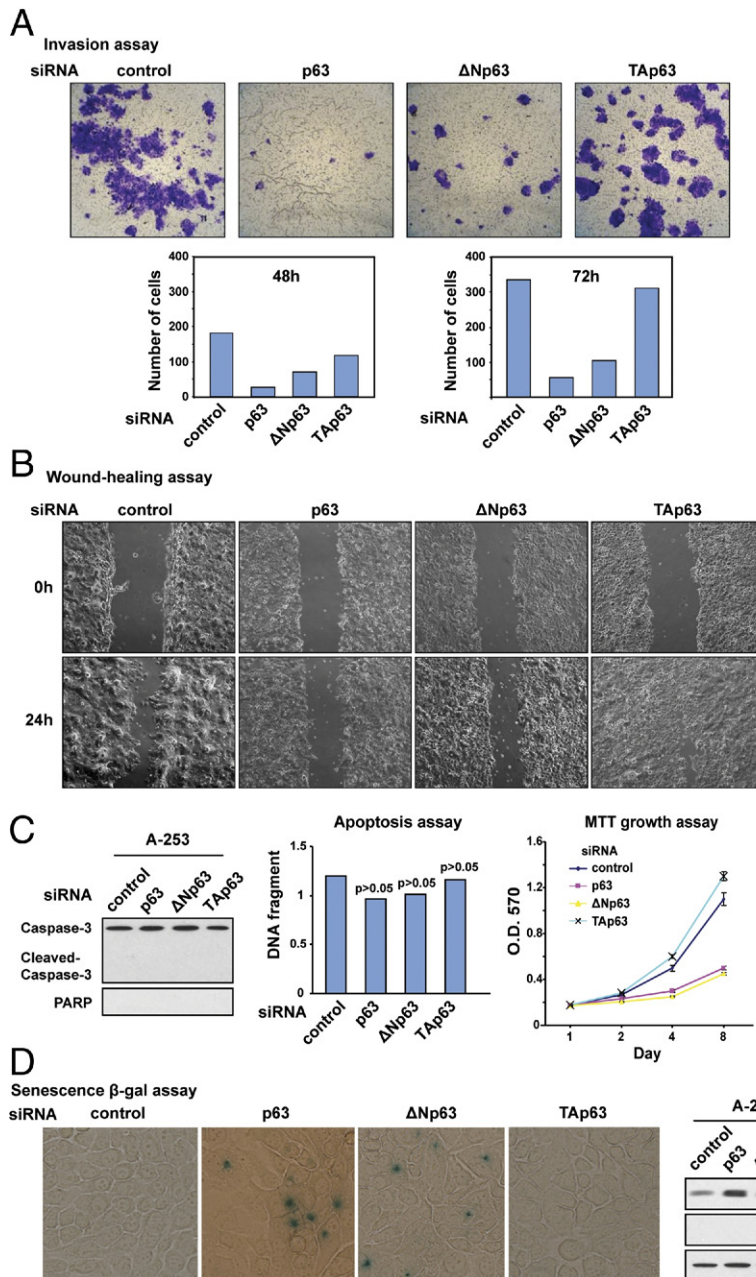 A
Invasion assay
siRNA control p63 ΔNp63 TAp63
400
300
200
100
0
Number of cells
48h
siRNA
control
p63
ΔNp63
TAp63
400
300
200
100
Number of cells
72h
siRNA
control
p63
ΔNp63
TAp63
B
Wound-healing assay
siRNA control p63 ΔNp63 TAp63
0h
24h
C
A-253
siRNA
control
p63
ΔNp63
TAp63
Caspase-3
Cleaved-
Caspase-3
PARP
Apoptosis assay
DNA fragment
1.5
1
0.5
0
p>0.05
p>0.05
p>0.05
siRNA
control
p63
ΔNp63
TAp63
MTT growth assay
O.D. 570
1.6
1.2
0.8
0.4
0
siRNA
control
p63
ΔNp63
TAp63
1 2 4 8
Day
D
Senescence β-gal assay
siRNA control p63 ΔNp63 TAp63
A-2
control
p63